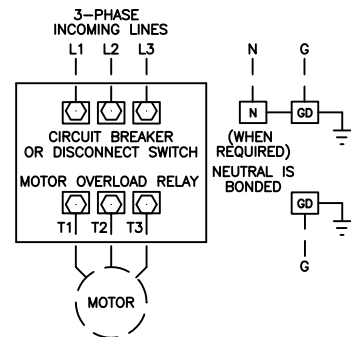 3-PHASE
INCOMING LINES
L1 L2 L3 N G
N GD
CIRCUIT BREAKER
OR DISCONNECT SWITCH
(WHEN
REQUIRED)
NEUTRAL IS
BONDED
MOTOR OVERLOAD RELAY
GD
T1 T2 T3
G
MOTOR